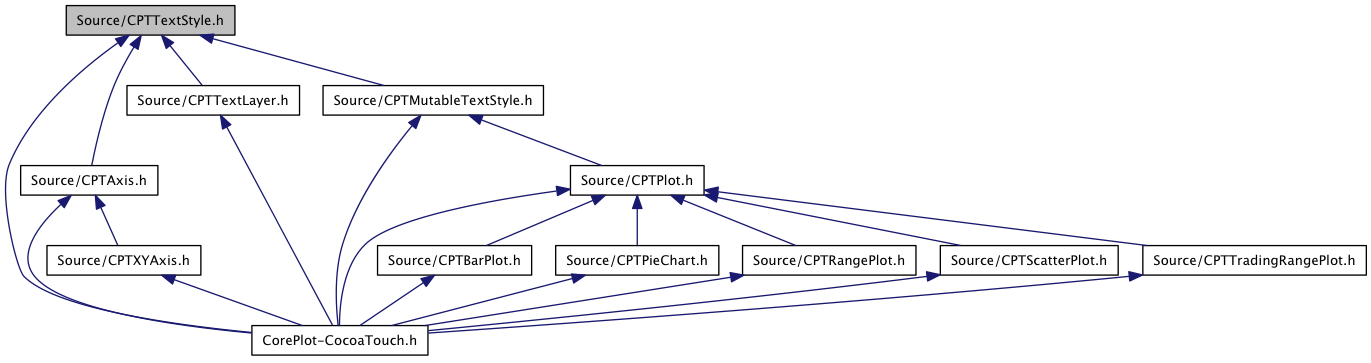 Source/CPTTextStyle.h
Source/CPTTextLayer.h
Source/CPTMutableTextStyle.h
Source/CPTAxis.h
Source/CPTPlot.h
Source/CPTXYAxis.h
Source/CPTBarPlot.h
Source/CPTPieChart.h
Source/CPTRangePlot.h
Source/CPTScatterPlot.h
Source/CPTTradingRangePlot.h
CorePlot-CocoaTouch.h